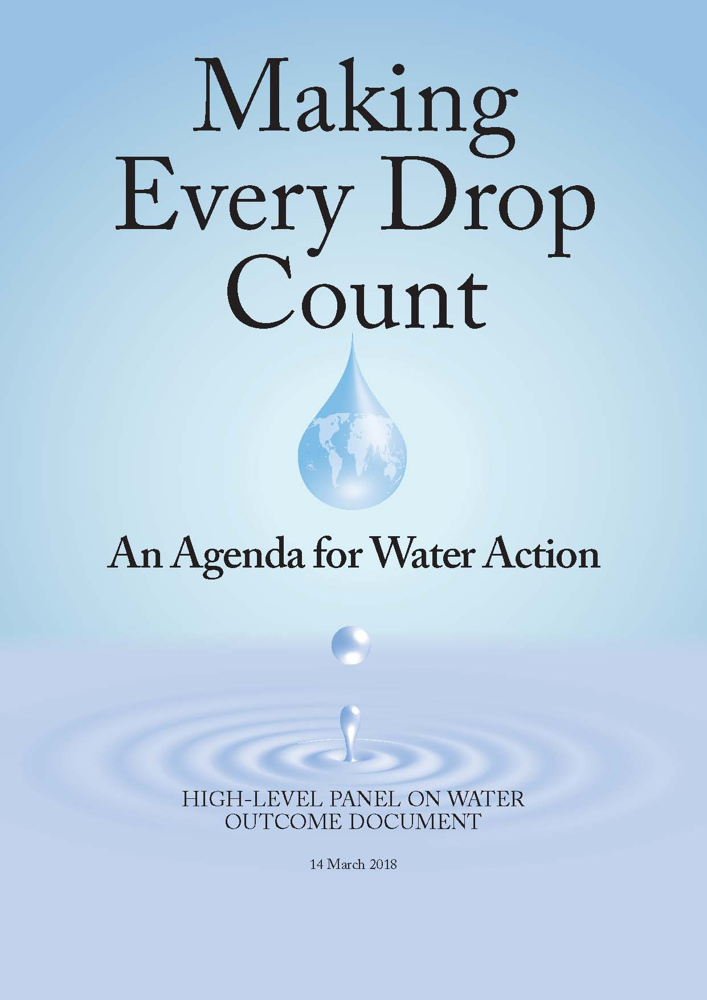 Making
Every Drop
Count
An Agenda for Water Action
HIGH-LEVEL PANEL ON WATER
OUTCOME DOCUMENT
14 March 2018